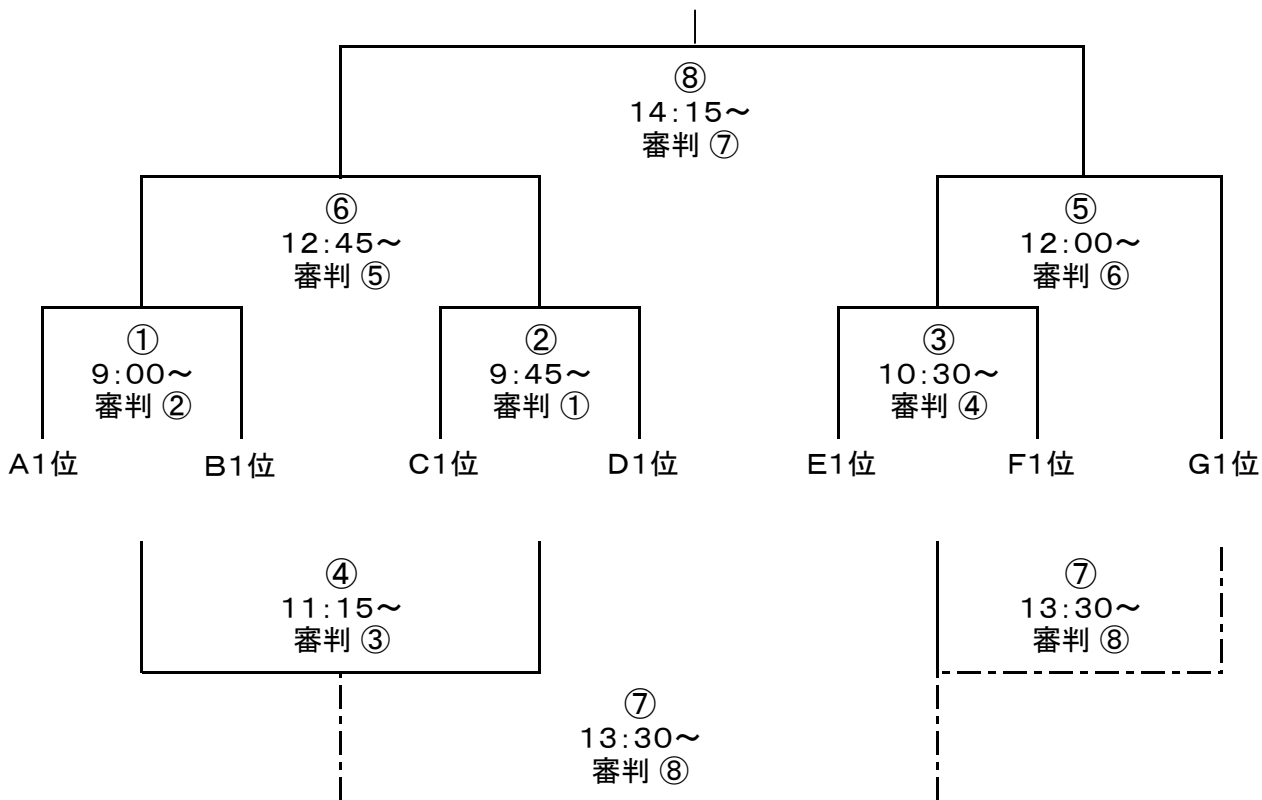 ⑧
14:15～
審判 ⑦
⑥
12:45～
審判 ⑤
⑤
12:00～
審判 ⑥
①
9:00～
審判 ②
②
9:45～
審判 ①
③
10:30～
審判 ④
A1位
B1位
C1位
D1位
E1位
F1位
G1位
④
11:15～
審判 ③
⑦
13:30～
審判 ⑧
⑦
13:30～
審判 ⑧